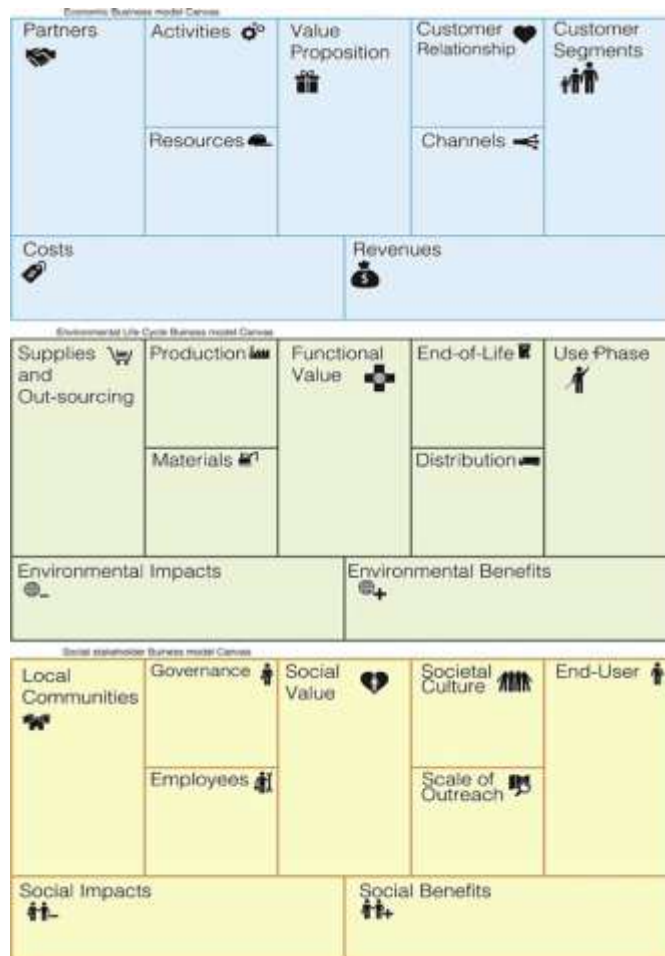 Economic Business model Canvas
Partners
Activities
Value
Proposition
Customer
Relationship
Customer
Segments
Resources
Channels
Costs
Revenues
$
Environmental Life Cycle Buiness model Canvas
Supplies
and
Out-sourcing
Production
Functional
Value
End-of-Life
Use Phase
Materials
Distribution
Environmental Impacts
Environmental Benefits
Social stakeholder Buiness model Canvas
Local
Communities
Governance
Social
Value
Societal
Culture
End-User
Employees
Scale of
Outreach
Social Impacts
Social Benefits